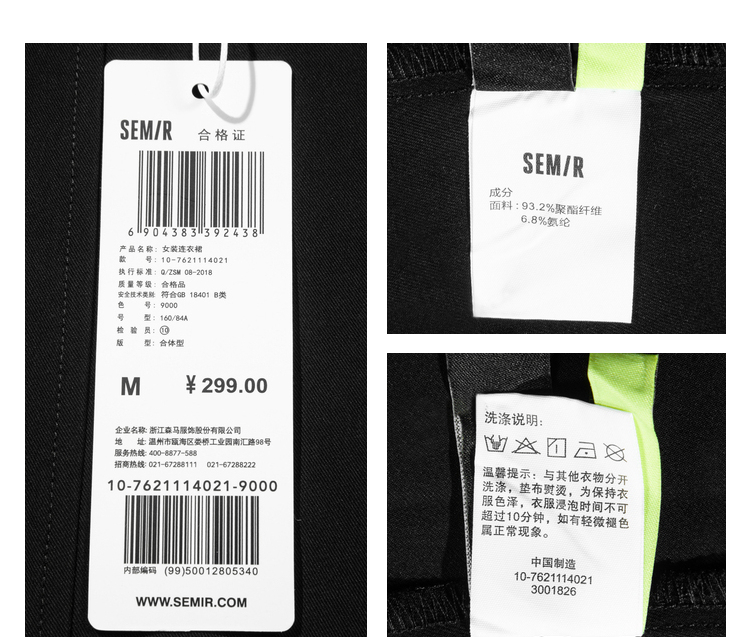 SEMIR 合格证
6 904383 392438
产品名称: 女装连衣裙
款 号: 10-7621114021
执行标准: Q/ZSM 08-2018
质量等级: 合格品
安全技术类别: 符合GB 18401 B类
色 号: 9000
号 型: 160/84A
检 验 员: ⑩
版 型: 合体型
M ¥ 299.00
企业名称: 浙江森马服饰股份有限公司
地 址: 温州市瓯海区娄桥工业园南汇路98号
服务热线: 400-8877-588
招商热线: 021-67288111 021-67288222
10-7621114021-9000
内部编码 (99)50012805340
WWW.SEMIR.COM
SEMIR
成分
面料:93.2%聚酯纤维
6.8%氨纶
洗涤说明:
温馨提示: 与其他衣物分开
洗涤, 垫布熨烫, 为保持衣
服色泽, 衣服浸泡时间不可
超过10分钟, 如有轻微褪色
属正常现象。
中国制造
10-7621114021
3001826